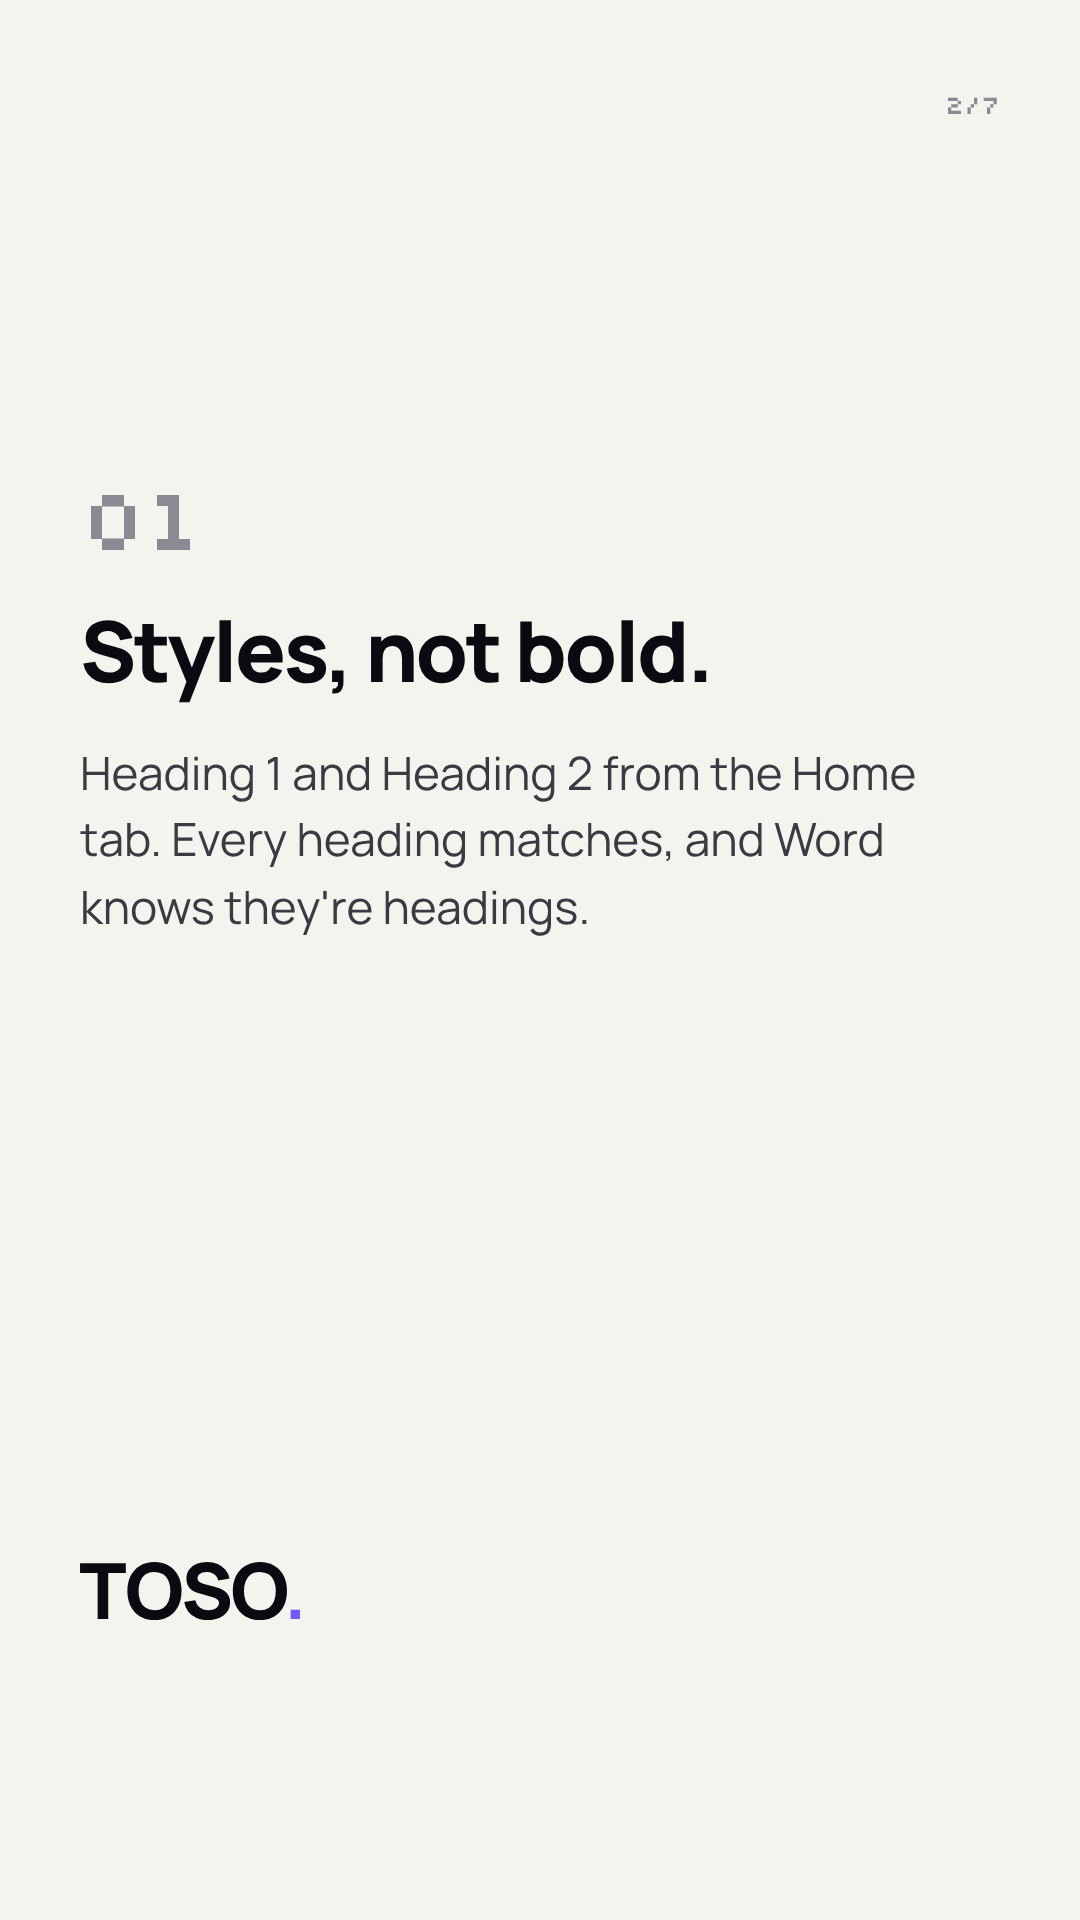 2/7
01
Styles, not bold.
Heading 1 and Heading 2 from the Home
tab. Every heading matches, and Word
knows they're headings.
TOSO.